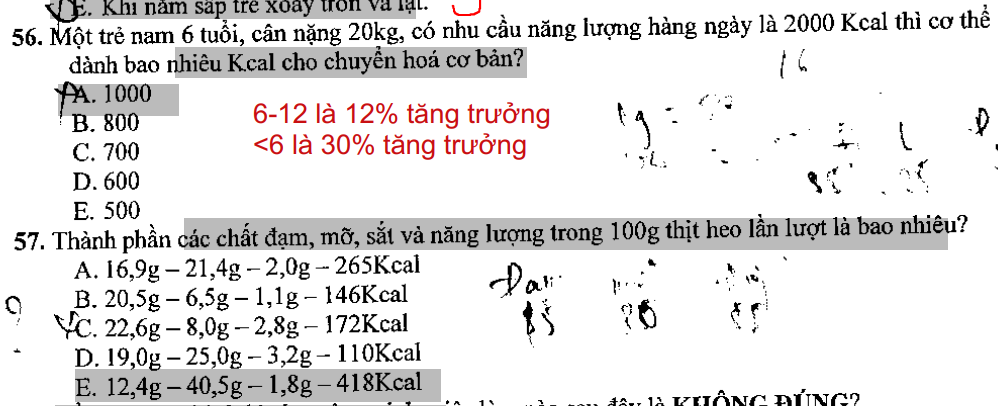 E. Khi nằm sấp trẻ xoay tròn và lật.
56. Một trẻ nam 6 tuổi, cân nặng 20kg, có nhu cầu năng lượng hàng ngày là 2000 Kcal thì cơ thể
dành bao nhiêu Kcal cho chuyển hoá cơ bản?
16
A. 1000
B. 800
C. 700
D. 600
E. 500
6-12 là 12% tăng trưởng
<6 là 30% tăng trưởng
57. Thành phần các chất đạm, mỡ, sắt và năng lượng trong 100g thịt heo lần lượt là bao nhiêu?
A. 16,9g – 21,4g – 2,0g – 265Kcal
B. 20,5g – 6,5g – 1,1g – 146Kcal
C. 22,6g – 8,0g – 2,8g – 172Kcal
D. 19,0g – 25,0g – 3,2g – 110Kcal
E. 12,4g – 40,5g – 1,8g – 418Kcal
đây là KHÔNG ĐÚNG?